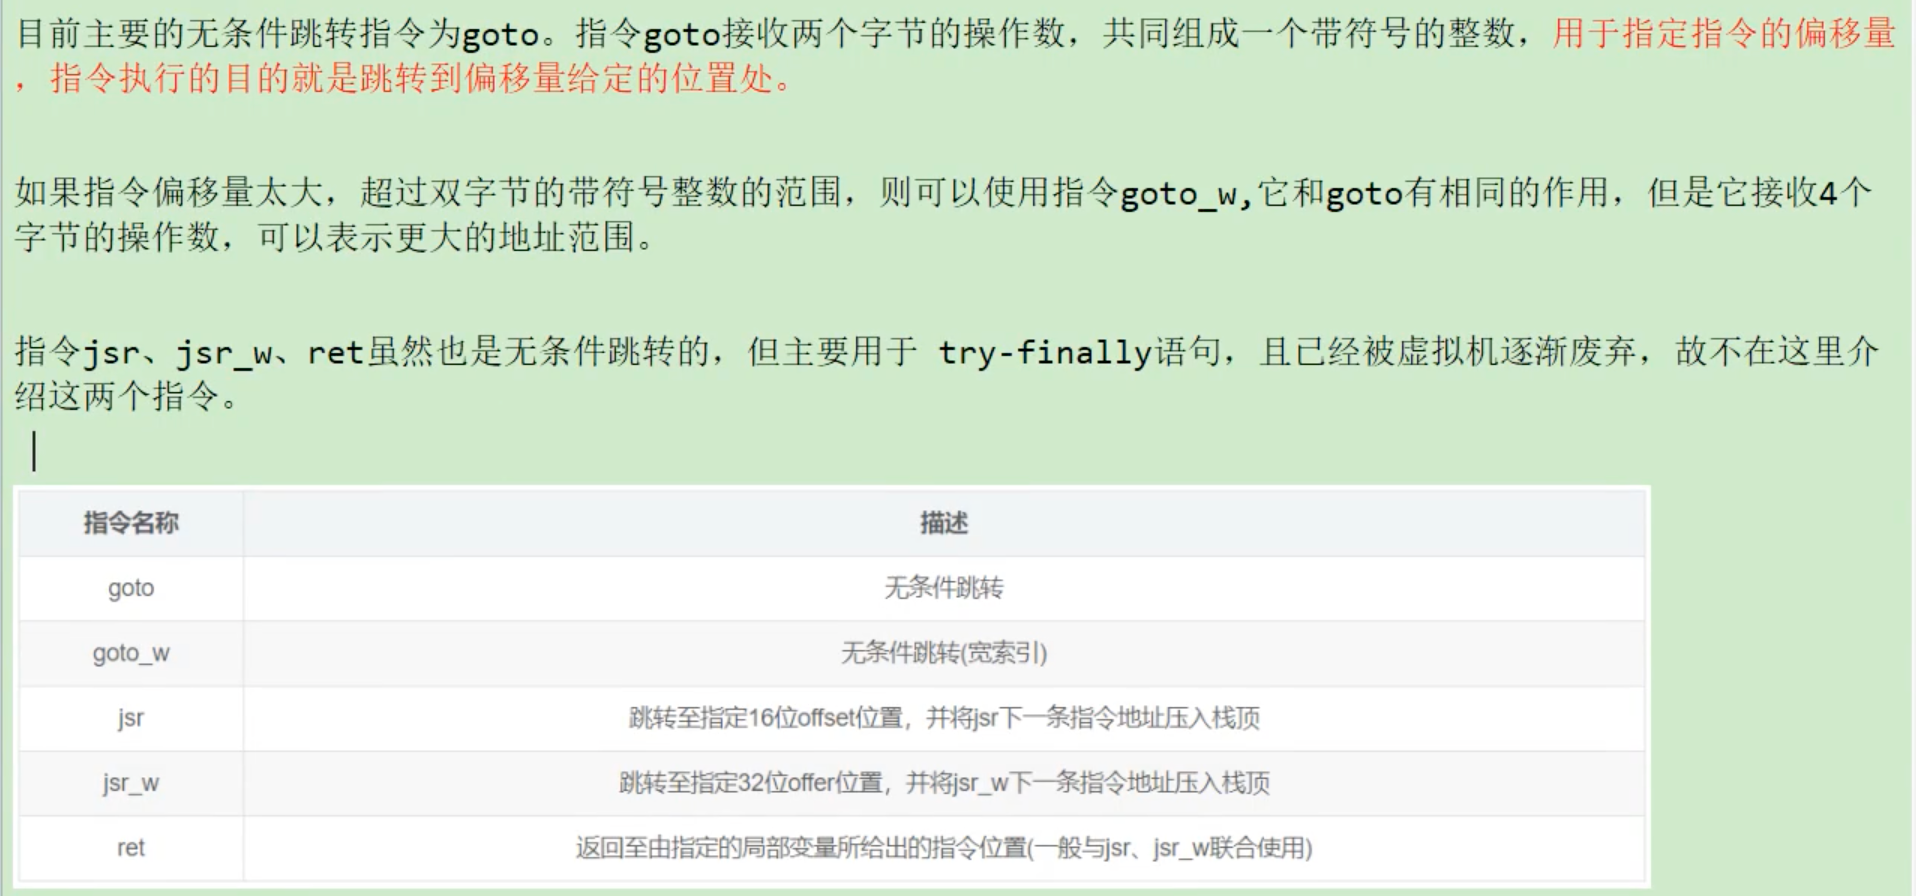 目前主要的无条件跳转指令为goto。指令goto接收两个字节的操作数，共同组成一个带符号的整数，用于指定指令的偏移量
，指令执行的目的就是跳转到偏移量给定的位置处。
如果指令偏移量太大，超过双字节的带符号整数的范围，则可以使用指令goto_w,它和goto有相同的作用，但是它接收4个
字节的操作数，可以表示更大的地址范围。
指令jsr、jsr_w、ret虽然也是无条件跳转的，但主要用于 try-finally语句，且已经被虚拟机逐渐废弃，故不在这里介
绍这两个指令。
指令名称 描述
goto 无条件跳转
goto_w 无条件跳转(宽索引)
jsr 跳转至指定16位offset位置，并将jsr下一条指令地址压入栈顶
jsr_w 跳转至指定32位offer位置，并将jsr_w下一条指令地址压入栈顶
ret 返回至由指定的局部变量所给出的指令位置(一般与jsr、jsr_w联合使用)